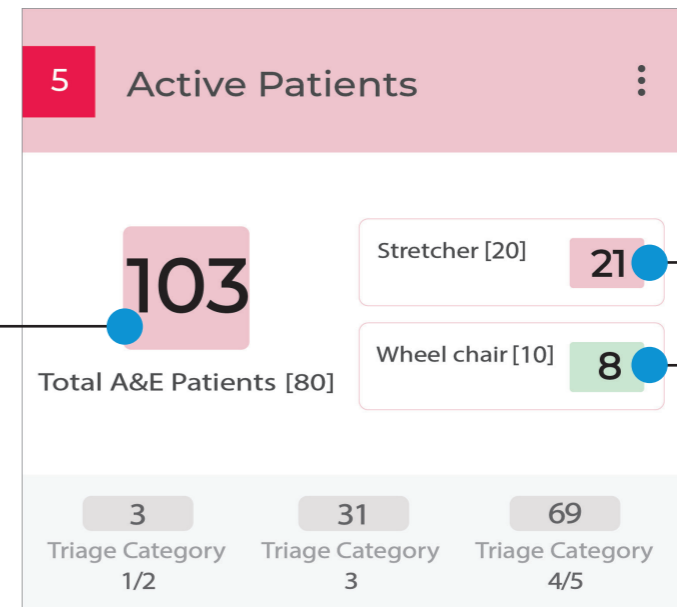 5 Active Patients
103
Total A&E Patients [80]
Stretcher [20] 21
Wheel chair [10] 8
3 31 69
Triage Category Triage Category Triage Category
1/2 3 4/5